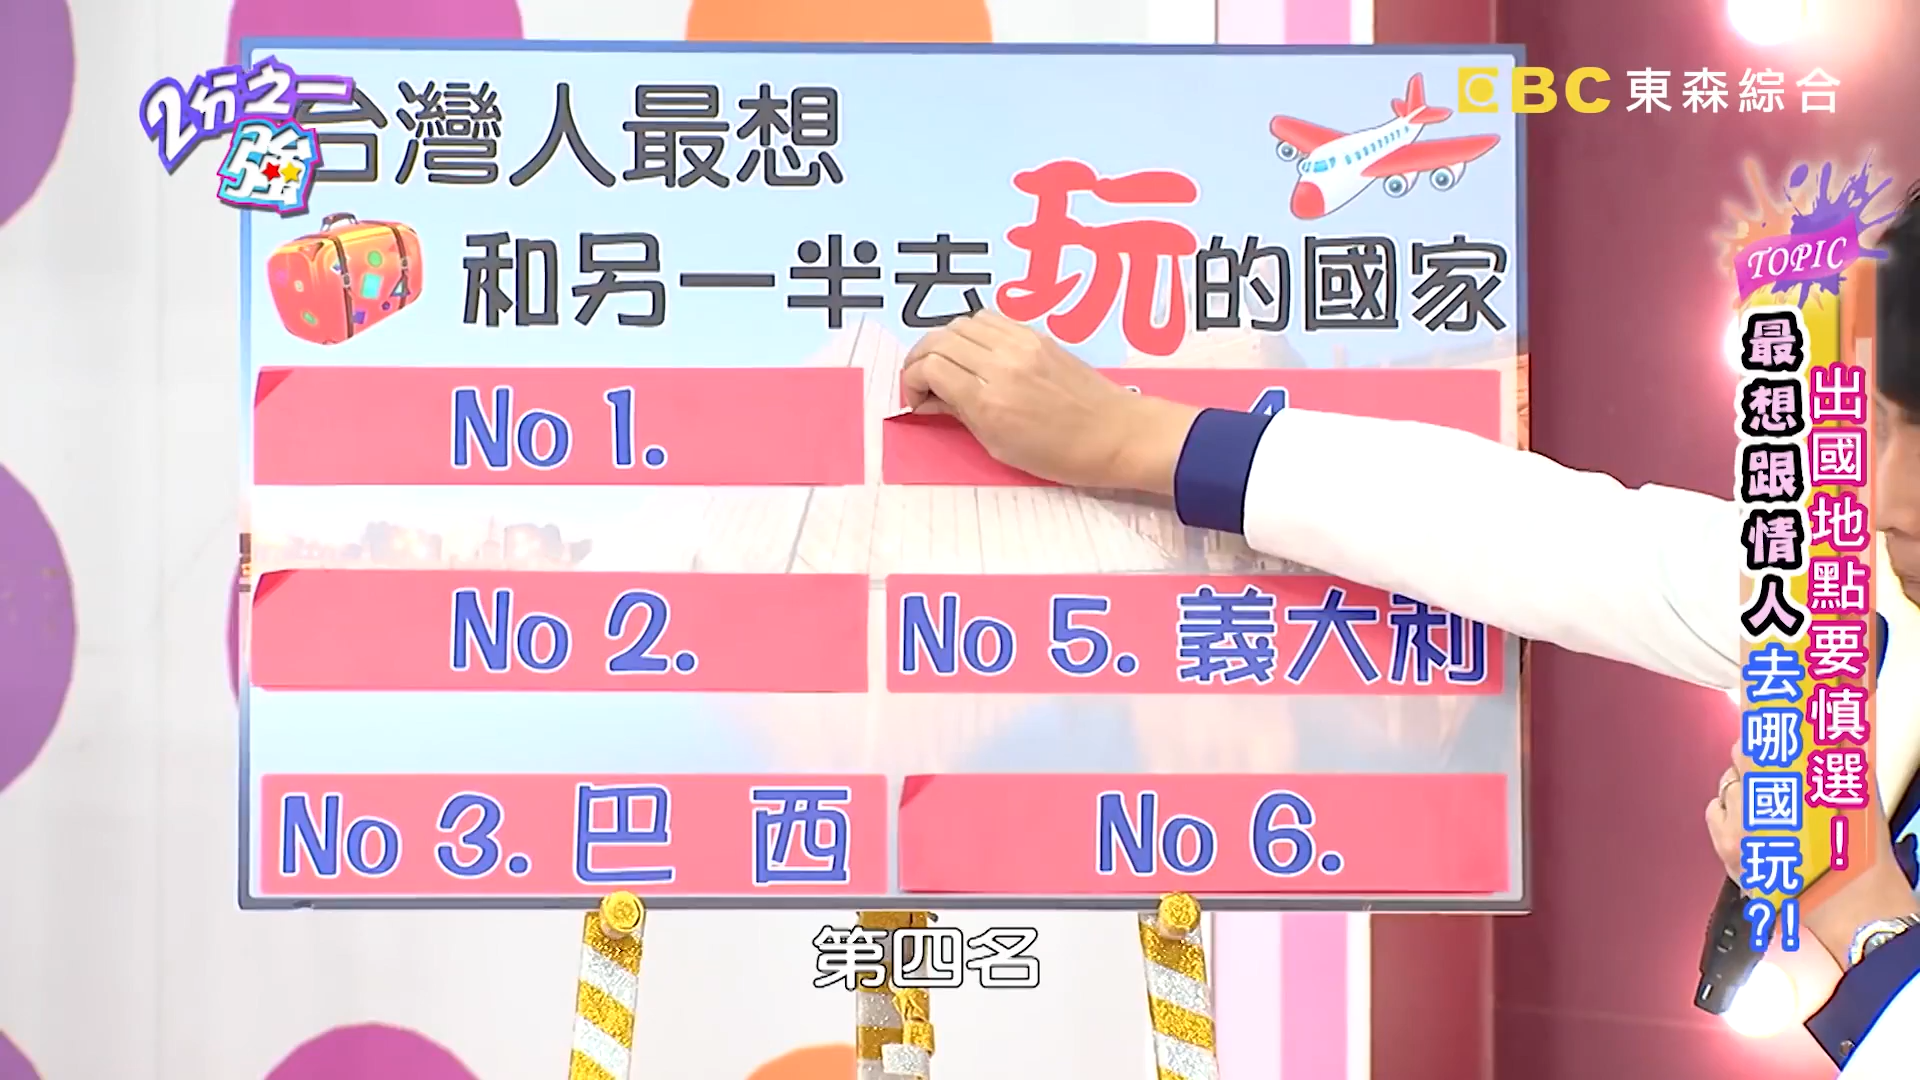 2分之一
強
EBC 東森綜合
台灣人最想
和另一半去玩的國家
No 1.
4
No 2.
No 5. 義大利
No 3. 巴 西
No 6.
TOPIC
出國地點要慎選!
最想跟情人去哪國玩?!
第四名